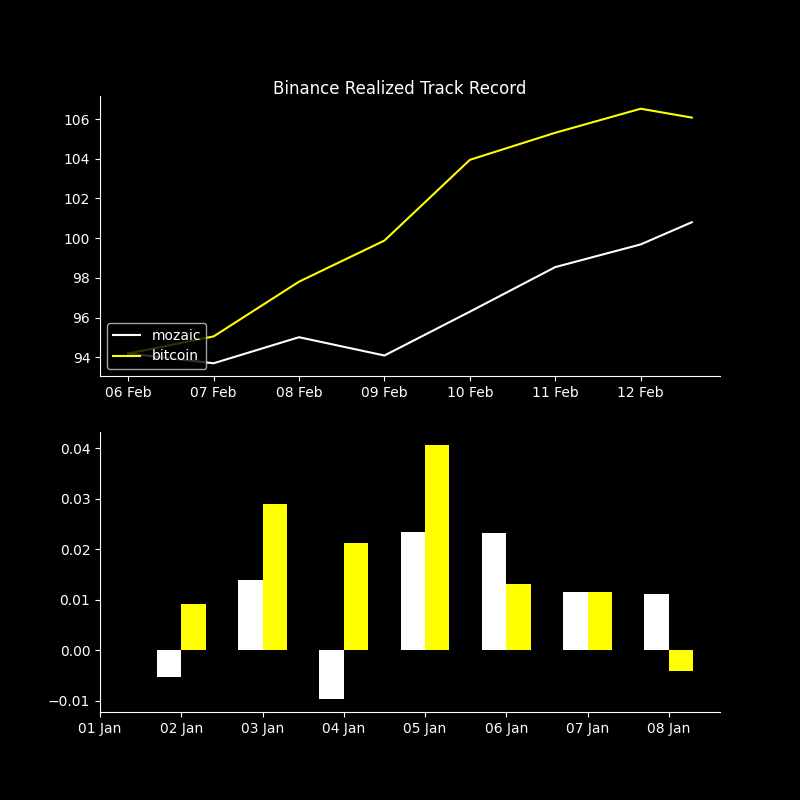 Binance Realized Track Record
106
104
102
100
98
96
94
mozaic
bitcoin
06 Feb 07 Feb 08 Feb 09 Feb 10 Feb 11 Feb 12 Feb
0.04
0.03
0.02
0.01
0.00
−0.01
01 Jan 02 Jan 03 Jan 04 Jan 05 Jan 06 Jan 07 Jan 08 Jan